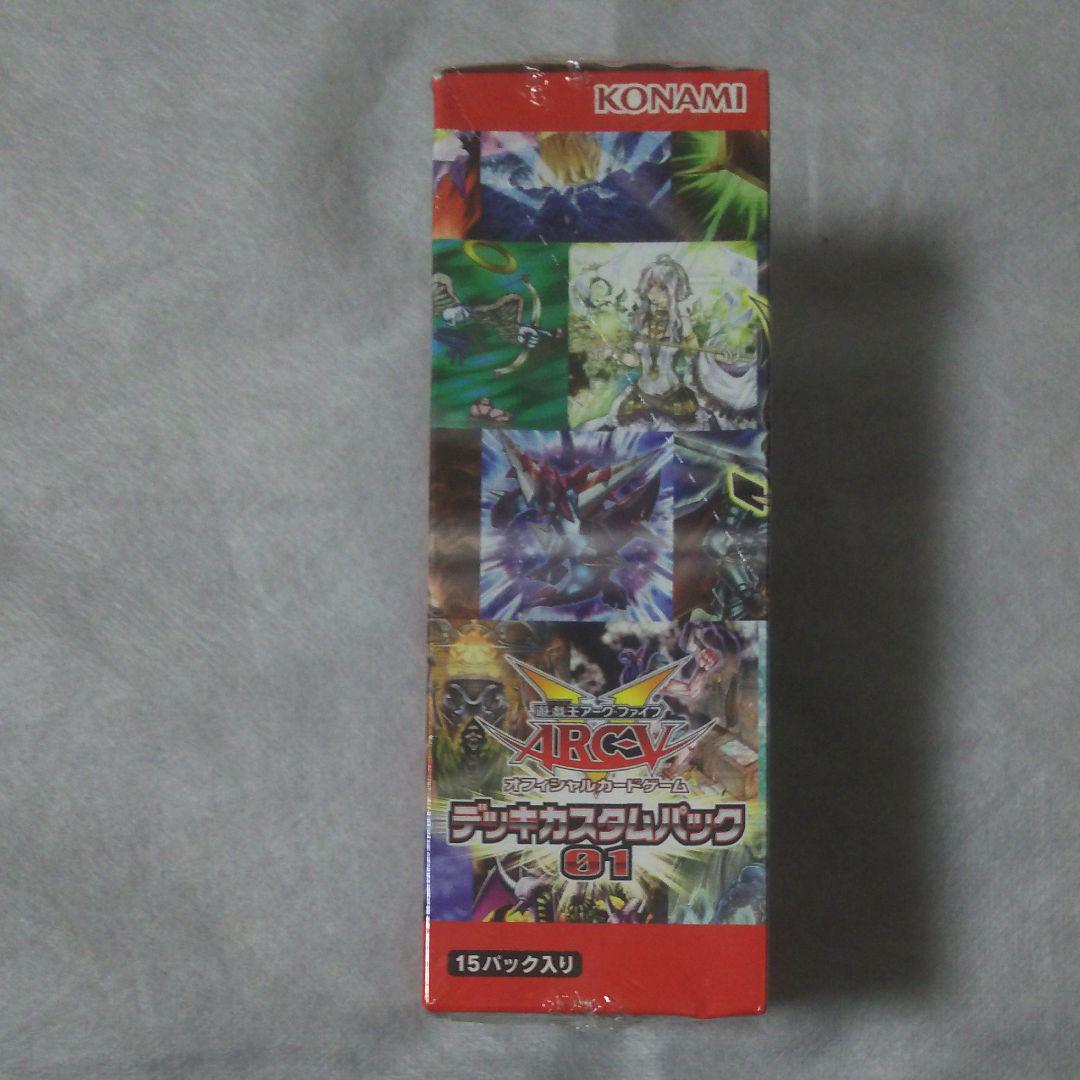 KONAMI
遊戯王アーク・ファイブ
ARC-V
オフィシャルカードゲーム
デッキカスタムパック
01
15パック入り